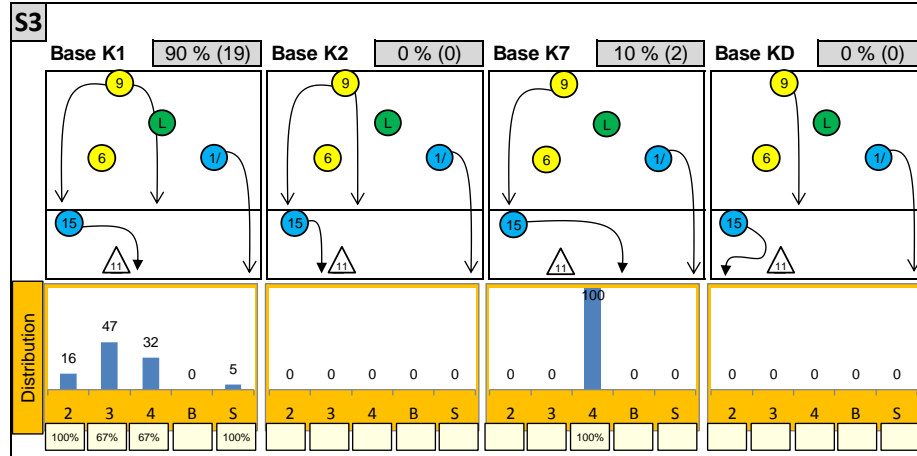 S3
Base K1 90 % (19) Base K2 0 % (0) Base K7 10 % (2) Base KD 0 % (0)
9 9 9 9
L L L L
6 1/ 6 1/ 6 1/ 6 1/
15 15 15 15
11 11 11 11
Distribution
16 47 32 0 5 0 0 0 0 0 0 0 100 0 0 0 0 0 0 0
2 3 4 B S 2 3 4 B S 2 3 4 B S 2 3 4 B S
100% 67% 67% 100% 100%